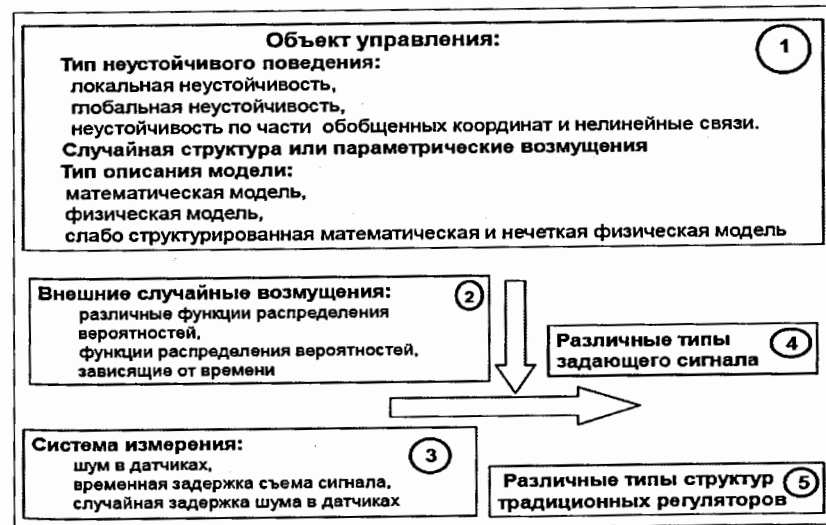 Объект управления:
1
Тип неустойчивого поведения:
локальная неустойчивость,
глобальная неустойчивость,
неустойчивость по части обобщенных координат и нелинейные связи.
Случайная структура или параметрические возмущения
Тип описания модели:
математическая модель,
физическая модель,
слабо структурированная математическая и нечеткая физическая модель
Внешние случайные возмущения:
2
различные функции распределения
вероятностей,
функции распределения вероятностей,
зависящие от времени
Различные типы
задающего сигнала
4
Система измерения:
3
шум в датчиках,
временная задержка съема сигнала,
случайная задержка шума в датчиках
Различные типы структур
традиционных регуляторов
5